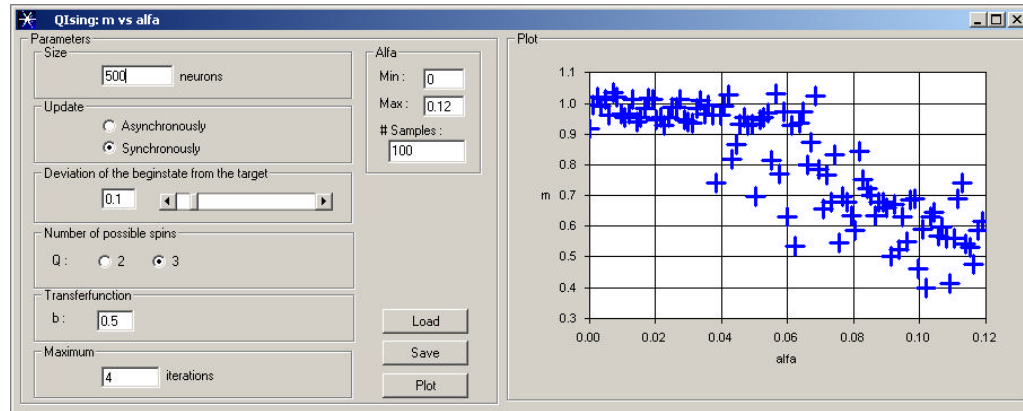 QIsing: m vs alfa
Parameters
Size
500 neurons
Update
Asynchronously
Synchronously
Deviation of the beginstate from the target
0.1
Number of possible spins
Q : 2 3
Transferfunction
b : 0.5
Maximum
4 iterations
Alfa
Min : 0
Max : 0.12
# Samples :
100
Load
Save
Plot
Plot
1.1
1.0
0.9
0.8
0.7
m
0.6
0.5
0.4
0.3
0.00 0.02 0.04 0.06 0.08 0.10 0.12
alfa